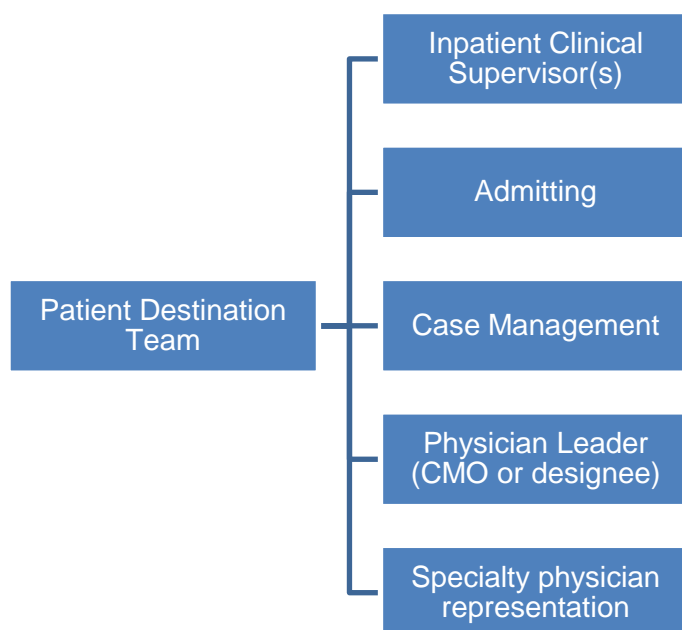 Inpatient Clinical
Supervisor(s)
Admitting
Patient Destination
Team
Case Management
Physician Leader
(CMO or designee)
Specialty physician
representation